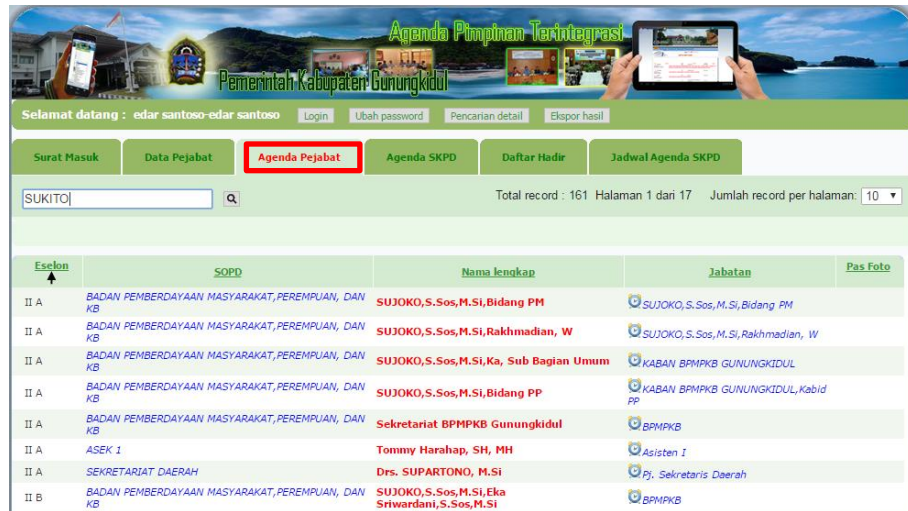 Agenda Pimpinan Terintegrasi
Pemerintah Kabupaten Gunungkidul
Selamat datang : edar santoso-edar santoso Login Ubah password Pencarian detail Ekspor hasil
Surat Masuk Data Pejabat Agenda Pejabat Agenda SKPD Daftar Hadir Jadwal Agenda SKPD
SUKITO Total record : 161 Halaman 1 dari 17 Jumlah record per halaman: 10
Eselon SOPD Nama lengkap Jabatan Pas Foto
II A BADAN PEMBERDAYAAN MASYARAKAT,PEREMPUAN, DAN KB SUJOKO,S.Sos,M.Si,Bidang PM SUJOKO,S.Sos,M.Si,Bidang PM
II A BADAN PEMBERDAYAAN MASYARAKAT,PEREMPUAN, DAN KB SUJOKO,S.Sos,M.Si,Rakhmadian, W SUJOKO,S.Sos,M.Si,Rakhmadian, W
II A BADAN PEMBERDAYAAN MASYARAKAT,PEREMPUAN, DAN KB SUJOKO,S.Sos,M.Si,Ka, Sub Bagian Umum KABAN BPMPKB GUNUNGKIDUL
II A BADAN PEMBERDAYAAN MASYARAKAT,PEREMPUAN, DAN KB SUJOKO,S.Sos,M.Si,Bidang PP KABAN BPMPKB GUNUNGKIDUL,Kabid PP
II A BADAN PEMBERDAYAAN MASYARAKAT,PEREMPUAN, DAN KB Sekretariat BPMPKB Gunungkidul BPMPKB
II A ASEK 1 Tommy Harahap, SH, MH Asisten I
II A SEKRETARIAT DAERAH Drs. SUPARTONO, M.Si Pj. Sekretaris Daerah
II B BADAN PEMBERDAYAAN MASYARAKAT,PEREMPUAN, DAN KB SUJOKO,S.Sos,M.Si,Eka Sriwardani,S.Sos,M.Si BPMPKB